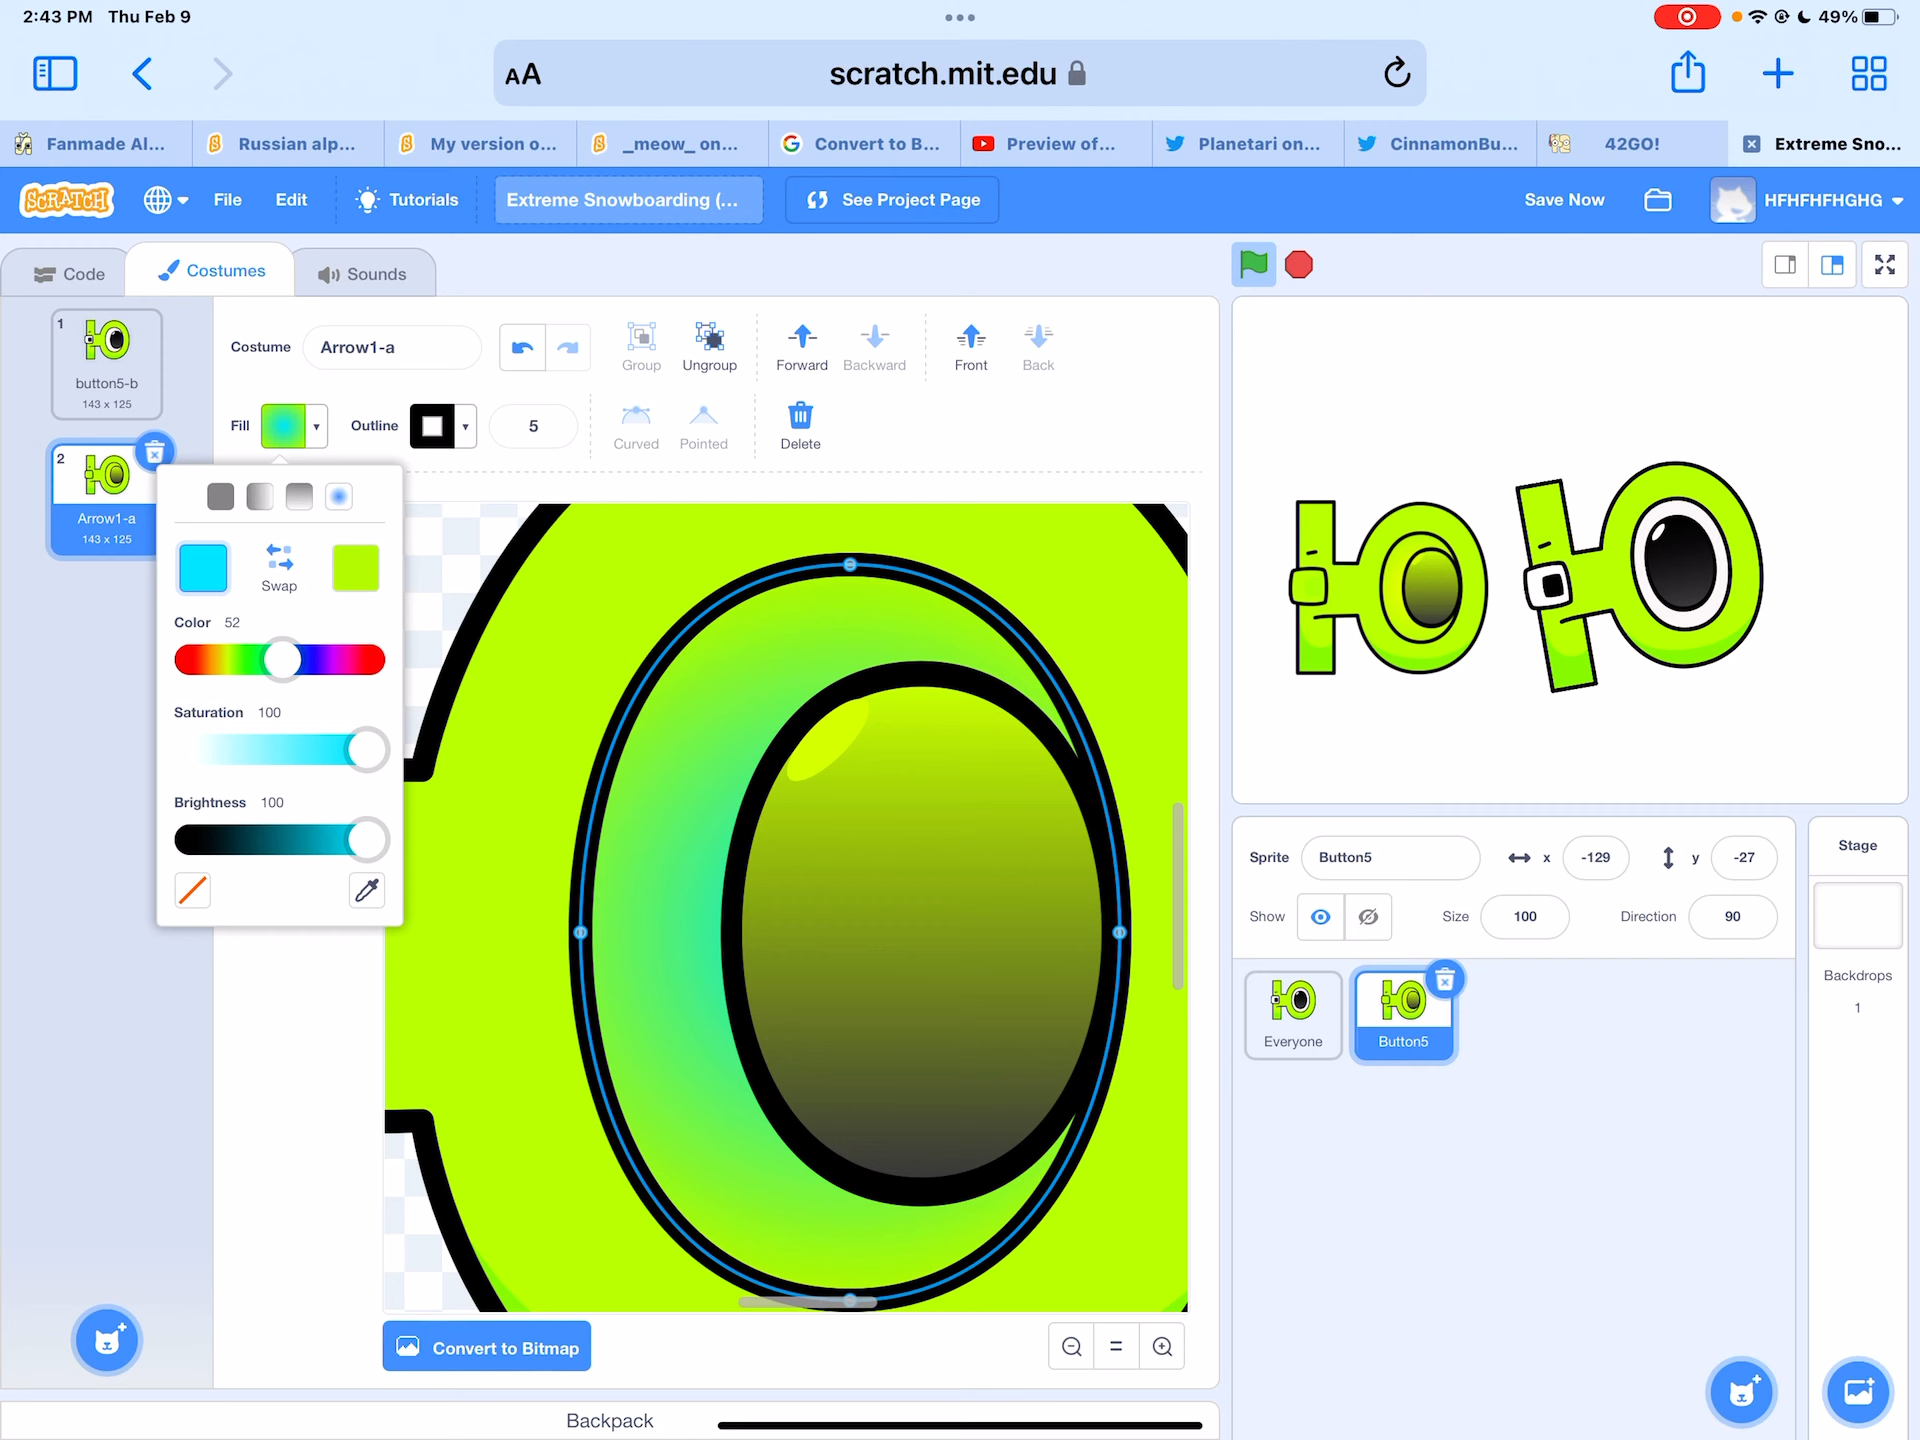 2:43 PM Thu Feb 9
49%
AA
scratch.mit.edu
Fanmade Al...
Russian alp...
My version o...
_meow_ on...
Convert to B...
Preview of...
Planetari on...
CinnamonBu...
42GO!
Extreme Sno...
SCRATCH
File
Edit
Tutorials
Extreme Snowboarding (...
See Project Page
Save Now
HFHFHFHGHG
Code
Costumes
Sounds
1
button5-b
143 x 125
2
Arrow1-a
143 x 125
Costume
Arrow1-a
Group
Ungroup
Forward
Backward
Front
Back
Fill
Outline
5
Curved
Pointed
Delete
Swap
Color 52
Saturation 100
Brightness 100
Convert to Bitmap
Backpack
Ю
Ю
Sprite
Button5
x
-129
y
-27
Show
Size
100
Direction
90
Everyone
Button5
Stage
Backdrops
1